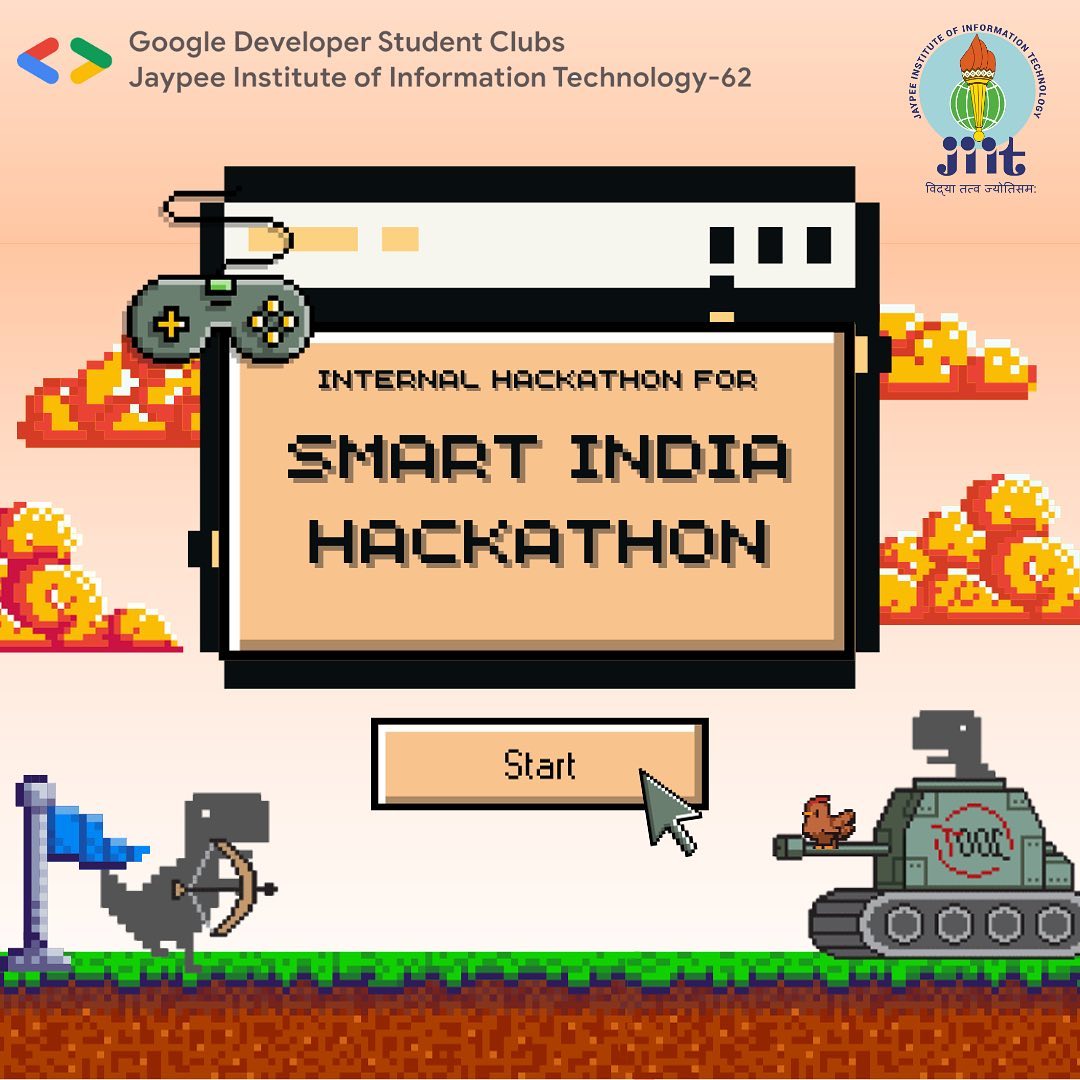 Google Developer Student Clubs
Jaypee Institute of Information Technology-62
JAYPEE INSTITUTE OF INFORMATION TECHNOLOGY
jiit
विद्या तत्व ज्योतिसम:
INTERNAL HACKATHON FOR
SMART INDIA
HACKATHON
Start